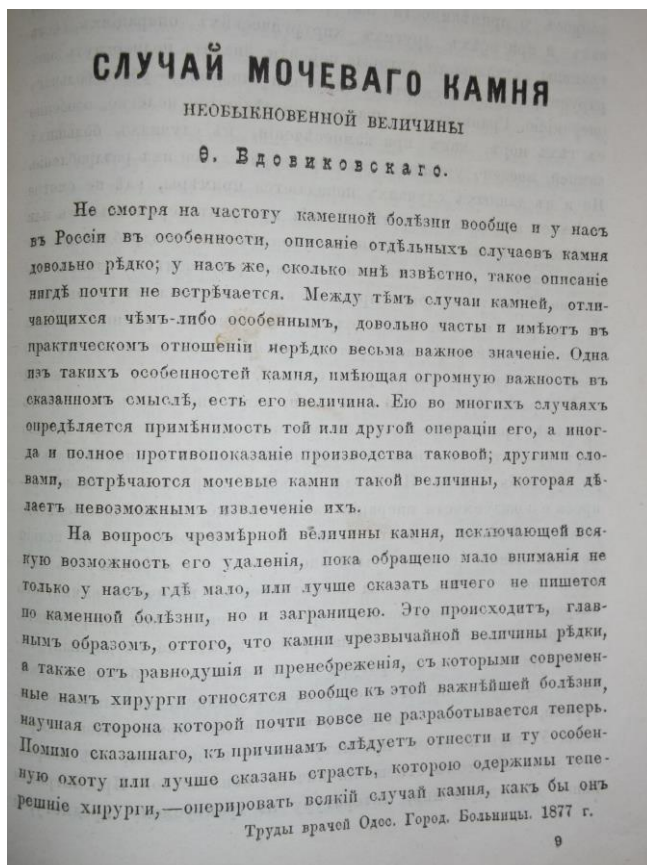 СЛУЧАЙ МОЧЕВАГО КАМНЯ
НЕОБЫКНОВЕННОЙ ВЕЛИЧИНЫ
Ѳ. Вдовиковскаго.
Не смотря на частоту каменной болѣзни вообще и у насъ
въ Россіи въ особенности, описаніе отдѣльныхъ случаевъ камня
довольно рѣдко; у насъ же, сколько мнѣ извѣстно, такое описаніе
нигдѣ почти не встрѣчается. Между тѣмъ случаи камней, отли-
чающихся чѣмъ-либо особеннымъ, довольно часты и имѣютъ въ
практическомъ отношеніи нерѣдко весьма важное значеніе. Одна
изъ такихъ особенностей камня, имѣющая огромную важность въ
сказанномъ смыслѣ, есть его величина. Ею во многихъ случаяхъ
опредѣляется примѣнимость той или другой операціи его, а иног-
да и полное противопоказаніе производства таковой; другими сло-
вами, встрѣчаются мочевые камни такой величины, которая дѣ-
лаетъ невозможнымъ извлеченіе ихъ.
На вопросъ чрезмѣрной величины камня, исключающей вся-
кую возможность его удаленія, пока обращено мало вниманія не
только у насъ, гдѣ мало, или лучше сказать ничего не пишется
по каменной болѣзни, но и заграницею. Это происходитъ, глав-
нымъ образомъ, оттого, что камни чрезвычайной величины рѣдки,
а также отъ равнодушія и пренебреженія, съ которыми современ-
ные намъ хирурги относятся вообще къ этой важнѣйшей болѣзни,
научная сторона которой почти вовсе не разработывается теперь.
Помимо сказаннаго, къ причинамъ слѣдуетъ отнести и ту особен-
ную охоту или лучше сказань страсть, которою одержимы тепе-
решніе хирурги,—оперировать всякій случай камня, какъ бы онъ
Труды врачей Одес. Город. Больницы. 1877 г.
9